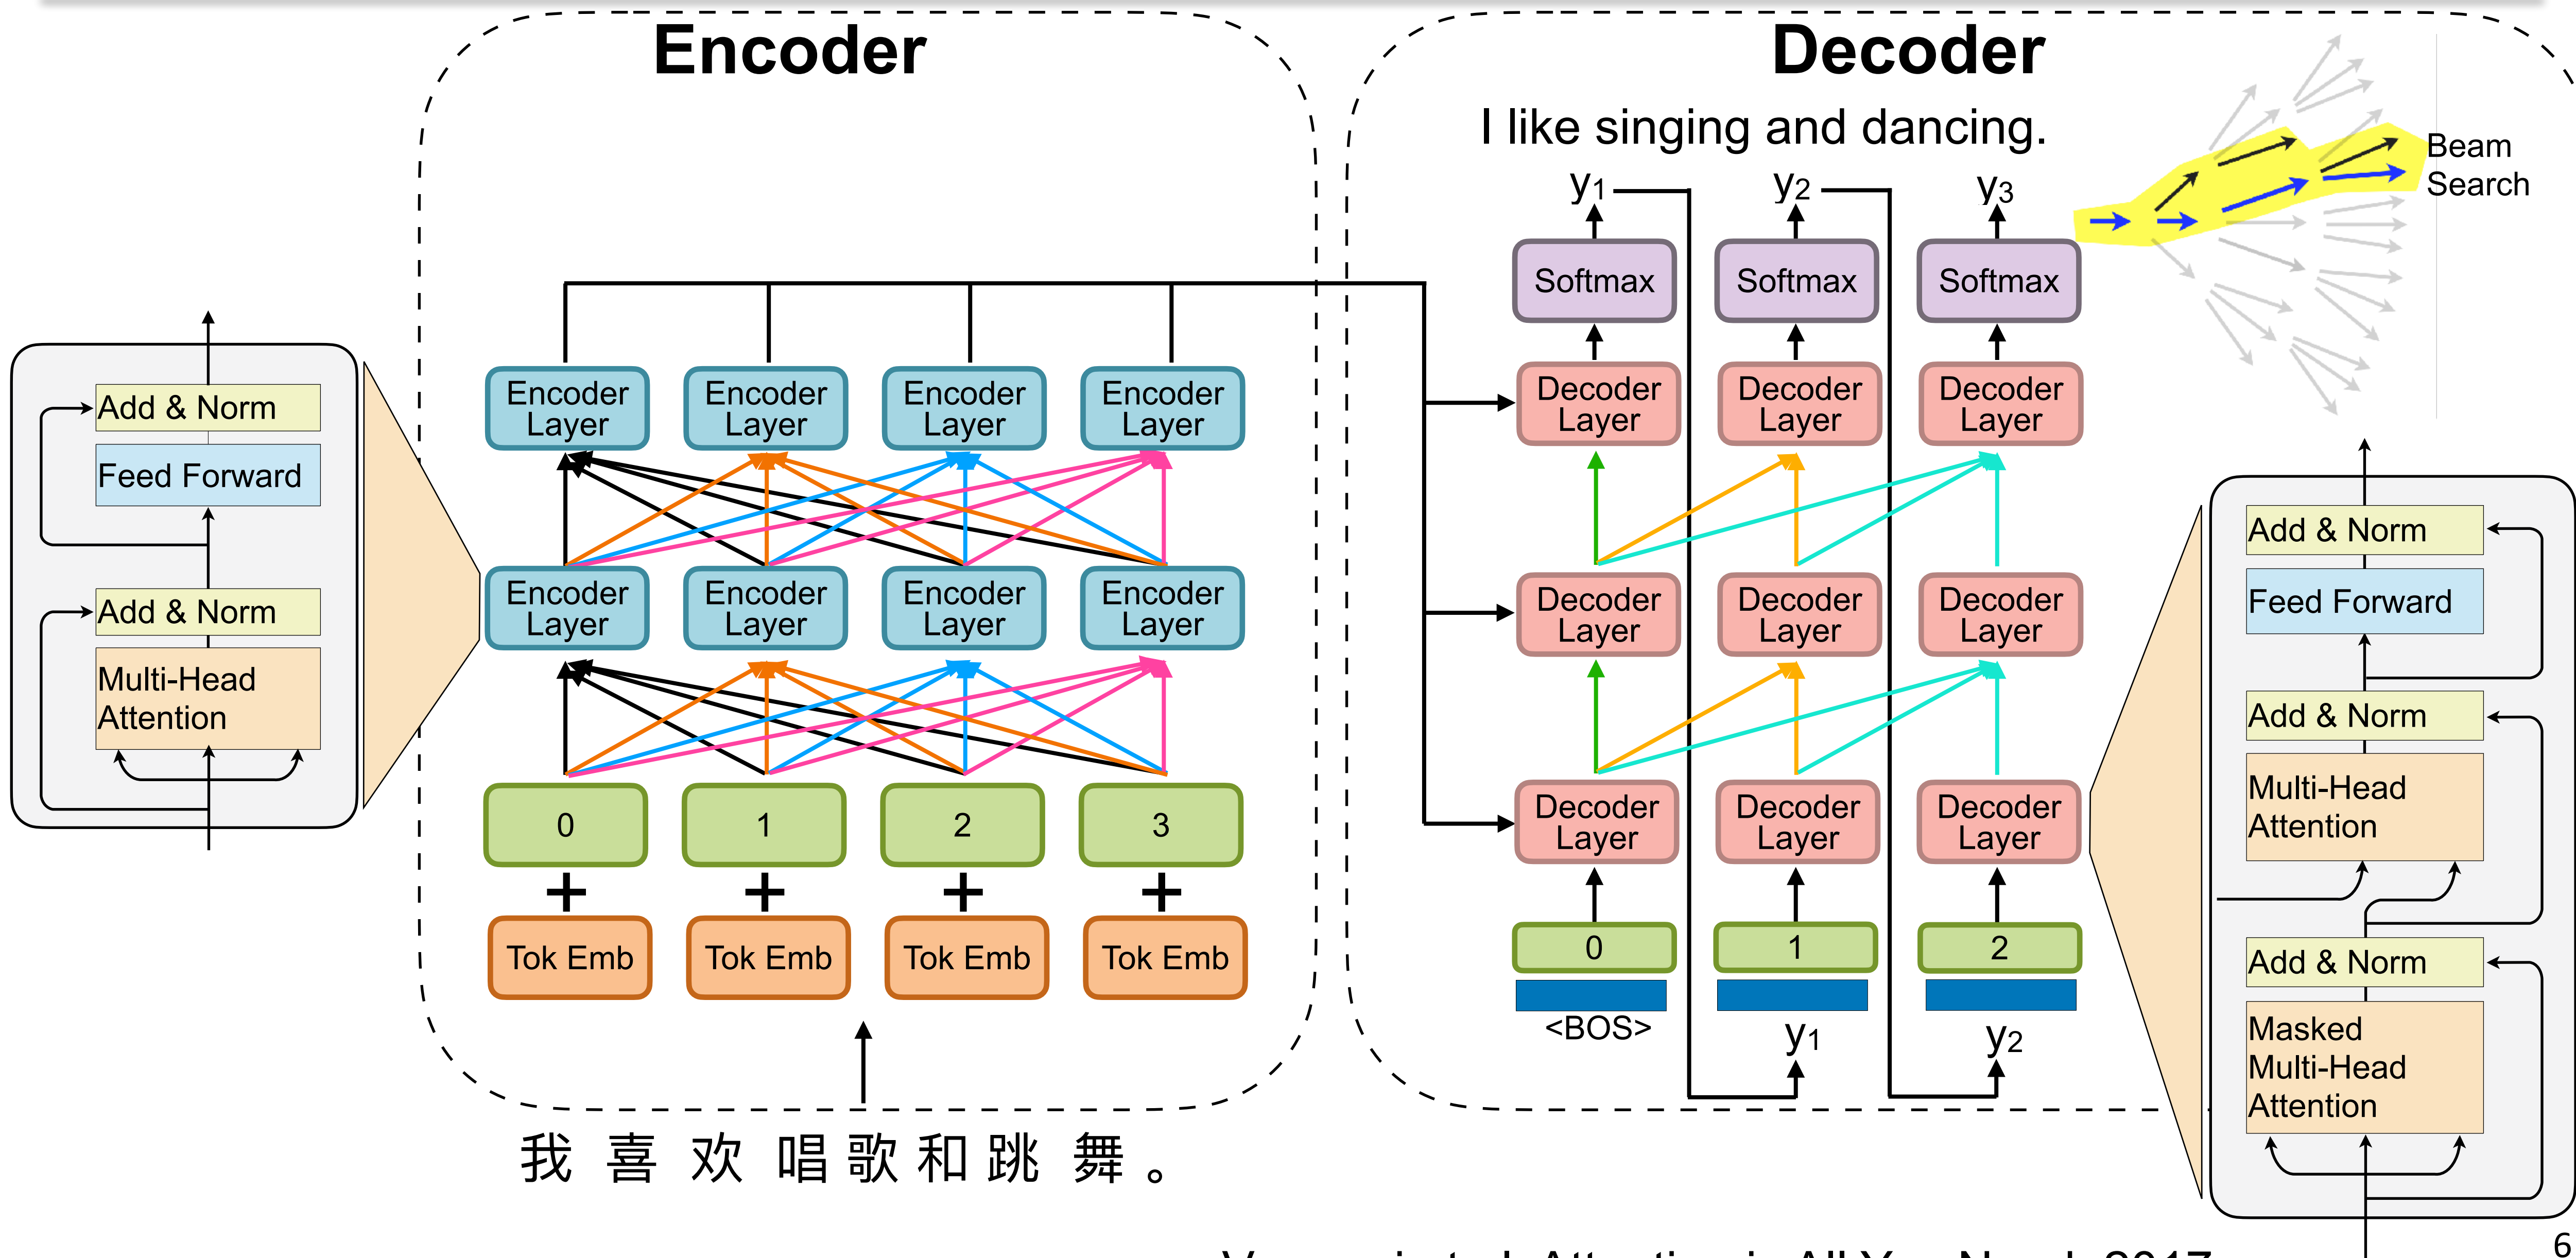 Encoder
Decoder
I like singing and dancing.
y1
y2
y3
Beam
Search
Softmax
Softmax
Softmax
Encoder
Layer
Encoder
Layer
Encoder
Layer
Encoder
Layer
Decoder
Layer
Decoder
Layer
Decoder
Layer
Add & Norm
Feed Forward
Add & Norm
Multi-Head
Attention
Encoder
Layer
Encoder
Layer
Encoder
Layer
Encoder
Layer
Decoder
Layer
Decoder
Layer
Decoder
Layer
0
1
2
3
Decoder
Layer
Decoder
Layer
Decoder
Layer
Tok Emb
Tok Emb
Tok Emb
Tok Emb
0
1
2
<BOS>
y1
y2
Add & Norm
Feed Forward
Add & Norm
Multi-Head
Attention
Add & Norm
Masked
Multi-Head
Attention
我 喜 欢 唱 歌 和 跳 舞 。
6